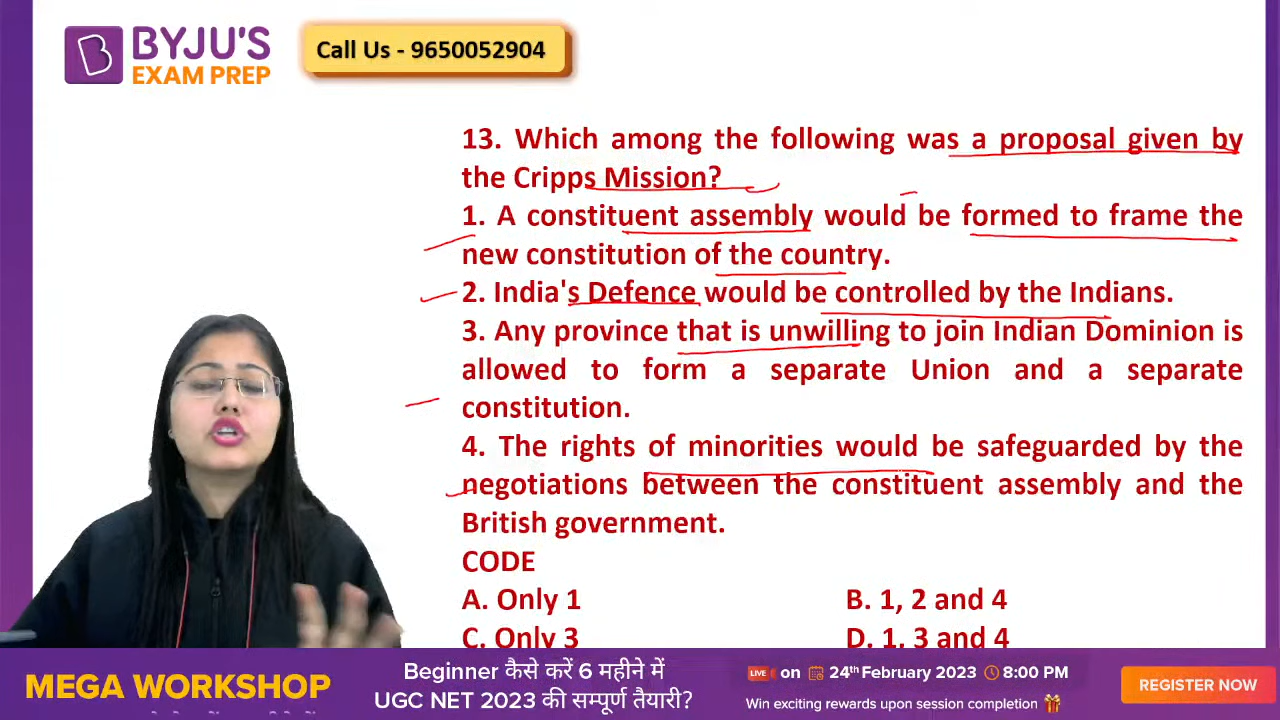 BYJU'S
EXAM PREP
Call Us - 9650052904
13. Which among the following was a proposal given by
the Cripps Mission?
1. A constituent assembly would be formed to frame the
new constitution of the country.
2. India's Defence would be controlled by the Indians.
3. Any province that is unwilling to join Indian Dominion is
allowed to form a separate Union and a separate
constitution.
4. The rights of minorities would be safeguarded by the
negotiations between the constituent assembly and the
British government.
CODE
A. Only 1 B. 1, 2 and 4
C. Only 3 D. 1, 3 and 4
MEGA WORKSHOP
Beginner कैसे करें 6 महीने में
UGC NET 2023 की सम्पूर्ण तैयारी?
LIVE on 24th February 2023 8:00 PM
Win exciting rewards upon session completion
REGISTER NOW